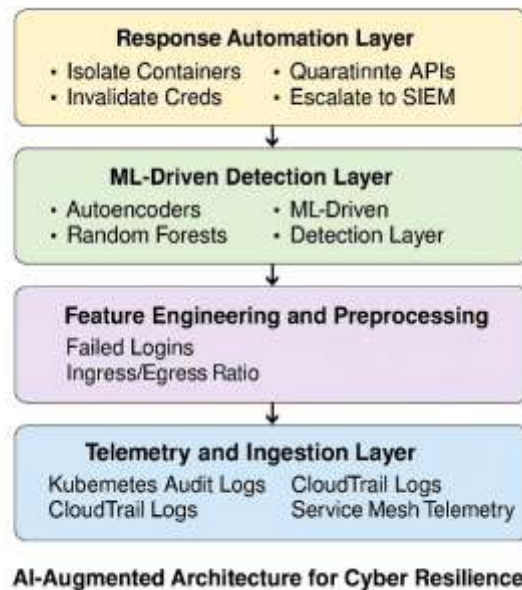 Response Automation Layer
• Isolate Containers • Quaratinnte APIs
• Invalidate Creds • Escalate to SIEM
ML-Driven Detection Layer
• Autoencoders • ML-Driven
• Random Forests • Detection Layer
Feature Engineering and Preprocessing
Failed Logins
Ingress/Egress Ratio
Telemetry and Ingestion Layer
Kubernetes Audit Logs CloudTrail Logs
CloudTrail Logs Service Mesh Telemetry
AI-Augmented Architecture for Cyber Resilience